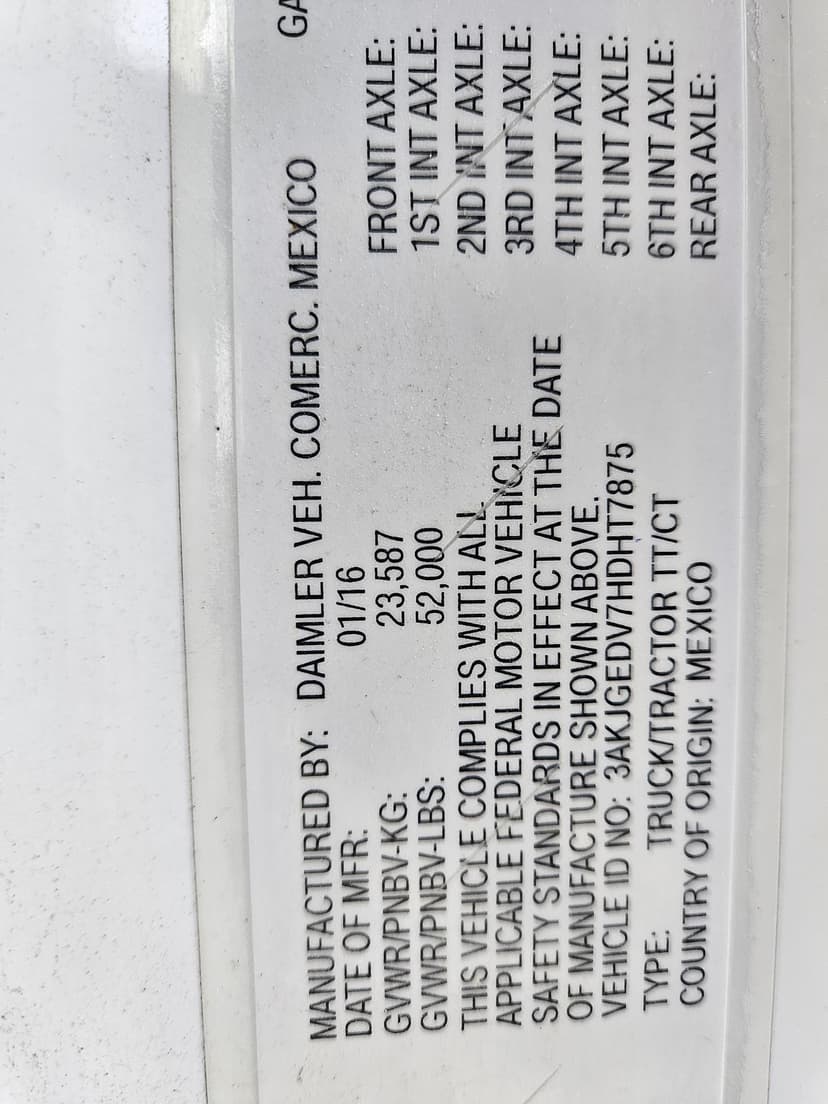 MANUFACTURED BY: DAIMLER VEH. COMERC. MEXICO GA
DATE OF MFR: 01/16 FRONT AXLE:
GVWR/PNBV-KG: 23,587 1ST INT AXLE:
GVWR/PNBV-LBS: 52,000 2ND INT AXLE:
THIS VEHICLE COMPLIES WITH ALL 3RD INT AXLE:
APPLICABLE FEDERAL MOTOR VEHICLE 4TH INT AXLE:
SAFETY STANDARDS IN EFFECT AT THE DATE 5TH INT AXLE:
OF MANUFACTURE SHOWN ABOVE. 6TH INT AXLE:
VEHICLE ID NO: 3AKJGEDV7HDHT7875 REAR AXLE:
TYPE: TRUCK/TRACTOR TT/CT
COUNTRY OF ORIGIN: MEXICO